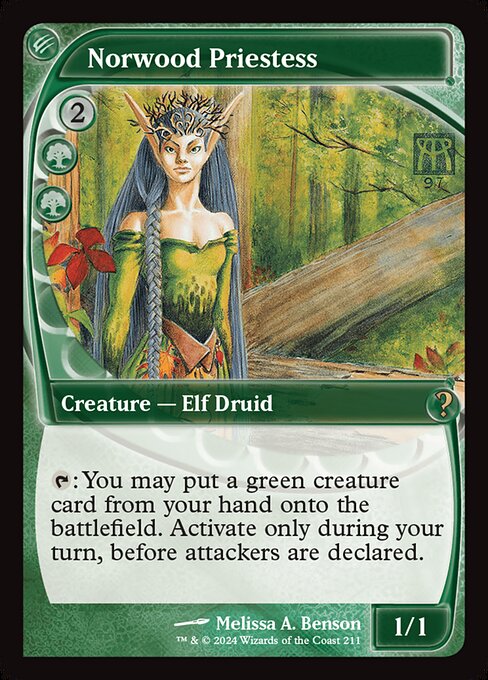 Norwood Priestess
2
97
Creature — Elf Druid
?
: You may put a green creature
card from your hand onto the
battlefield. Activate only during your
turn, before attackers are declared.
Melissa A. Benson
™ & © 2024 Wizards of the Coast 211
1/1